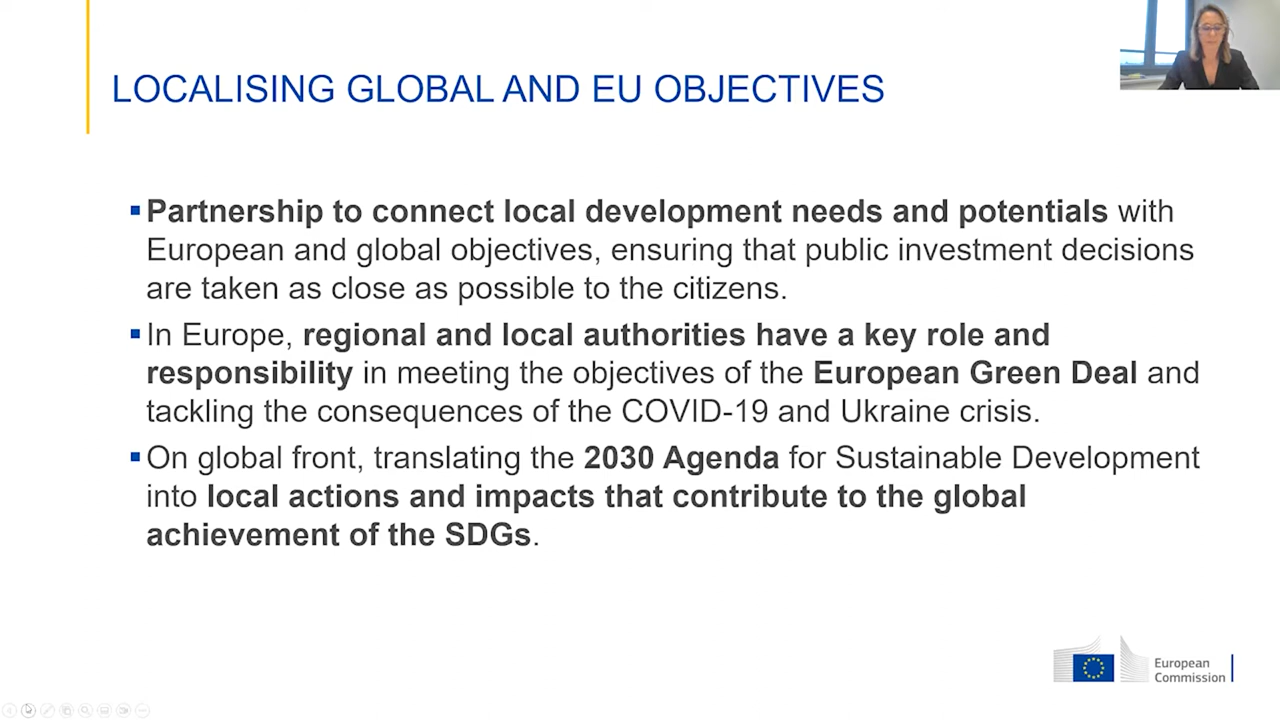 LOCALISING GLOBAL AND EU OBJECTIVES
▪Partnership to connect local development needs and potentials with
European and global objectives, ensuring that public investment decisions
are taken as close as possible to the citizens.
▪In Europe, regional and local authorities have a key role and
responsibility in meeting the objectives of the European Green Deal and
tackling the consequences of the COVID-19 and Ukraine crisis.
▪On global front, translating the 2030 Agenda for Sustainable Development
into local actions and impacts that contribute to the global
achievement of the SDGs.
European
Commission